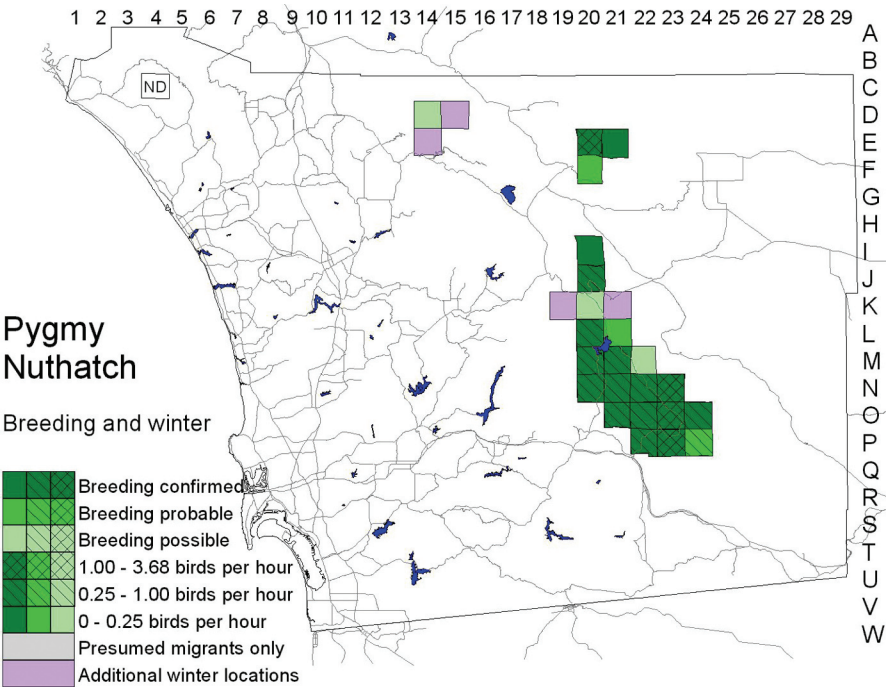 1 2 3 4 5 6 7 8 9 10 11 12 13 14 15 16 17 18 19 20 21 22 23 24 25 26 27 28 29
A
B
C
D
E
F
G
H
I
J
K
L
M
N
O
P
Q
R
S
T
U
V
W
ND
Pygmy
Nuthatch
Breeding and winter
Breeding confirmed
Breeding probable
Breeding possible
1.00 - 3.68 birds per hour
0.25 - 1.00 birds per hour
0 - 0.25 birds per hour
Presumed migrants only
Additional winter locations